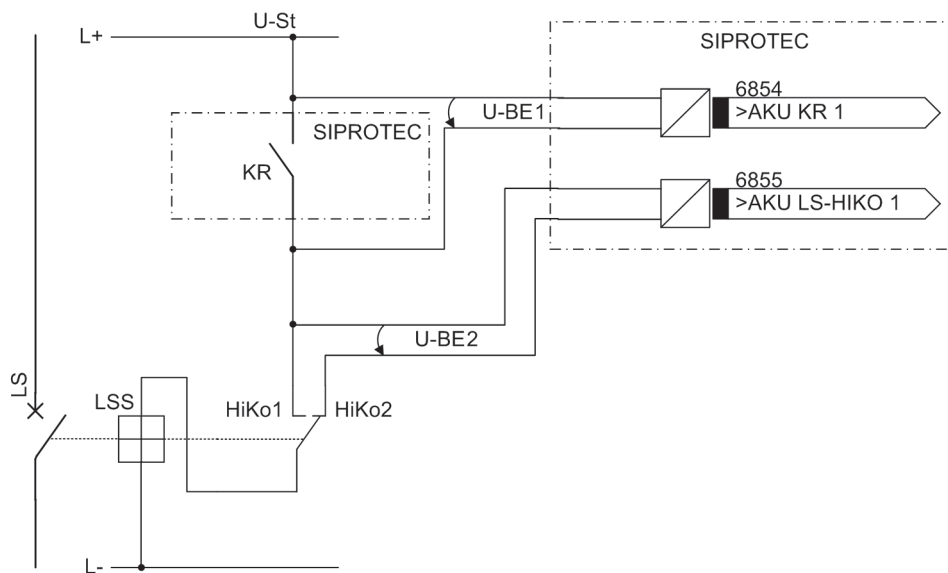 U-St
L+
SIPROTEC
6854
>AKU KR 1
U-BE1
SIPROTEC
KR
6855
>AKU LS-HIKO 1
U-BE2
LS
LSS
HiKo1
HiKo2
L-